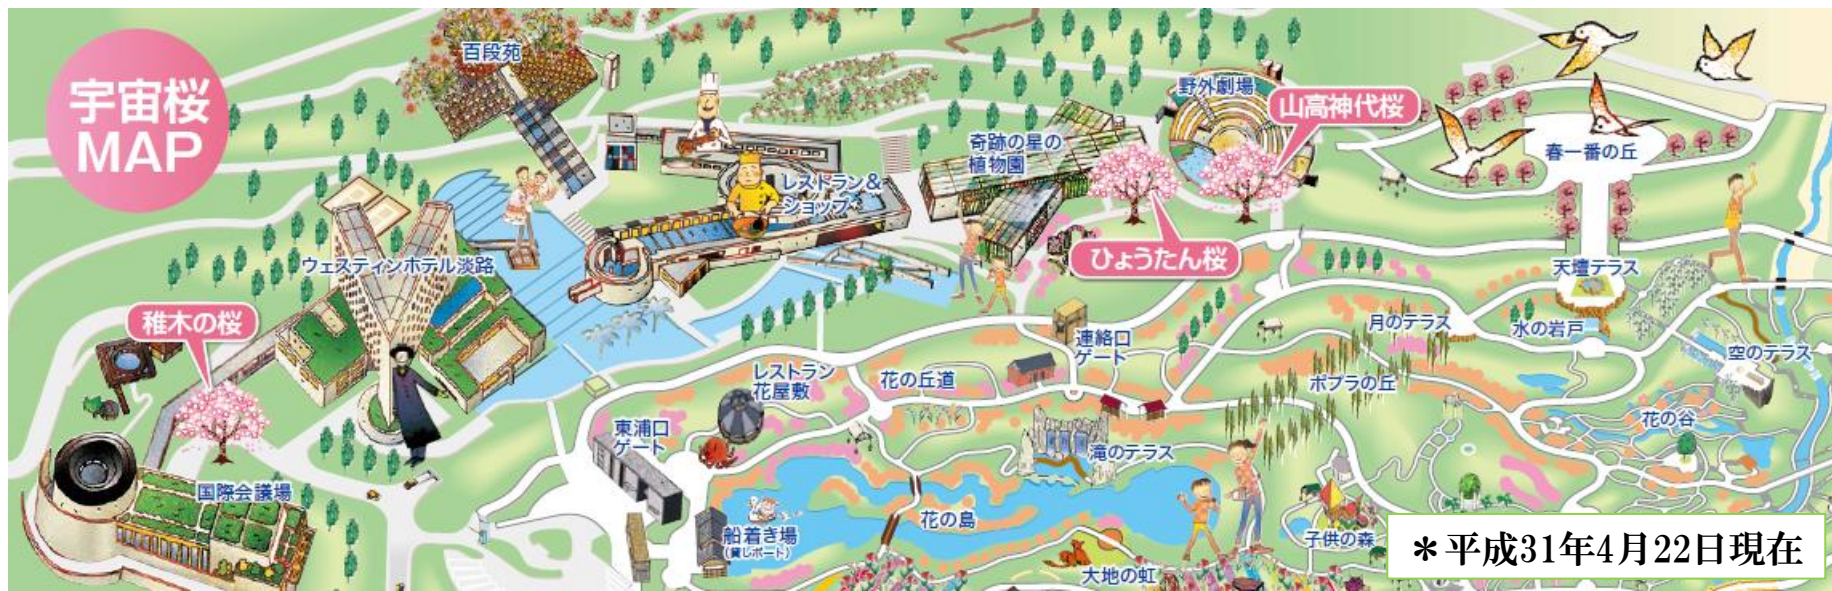 宇宙桜
MAP
百段苑
野外劇場
山高神代桜
奇跡の星の
植物園
春一番の丘
レストラン&
ショップ
ひょうたん桜
ウェスティンホテル淡路
天壇テラス
稚木の桜
連絡口
ゲート
月のテラス
水の岩戸
空のテラス
レストラン
花屋敷
花の丘道
ポプラの丘
花の谷
東浦口
ゲート
滝のテラス
国際会議場
花の島
船着き場
(貸しボート)
子供の森
大地の虹
＊平成31年4月22日現在